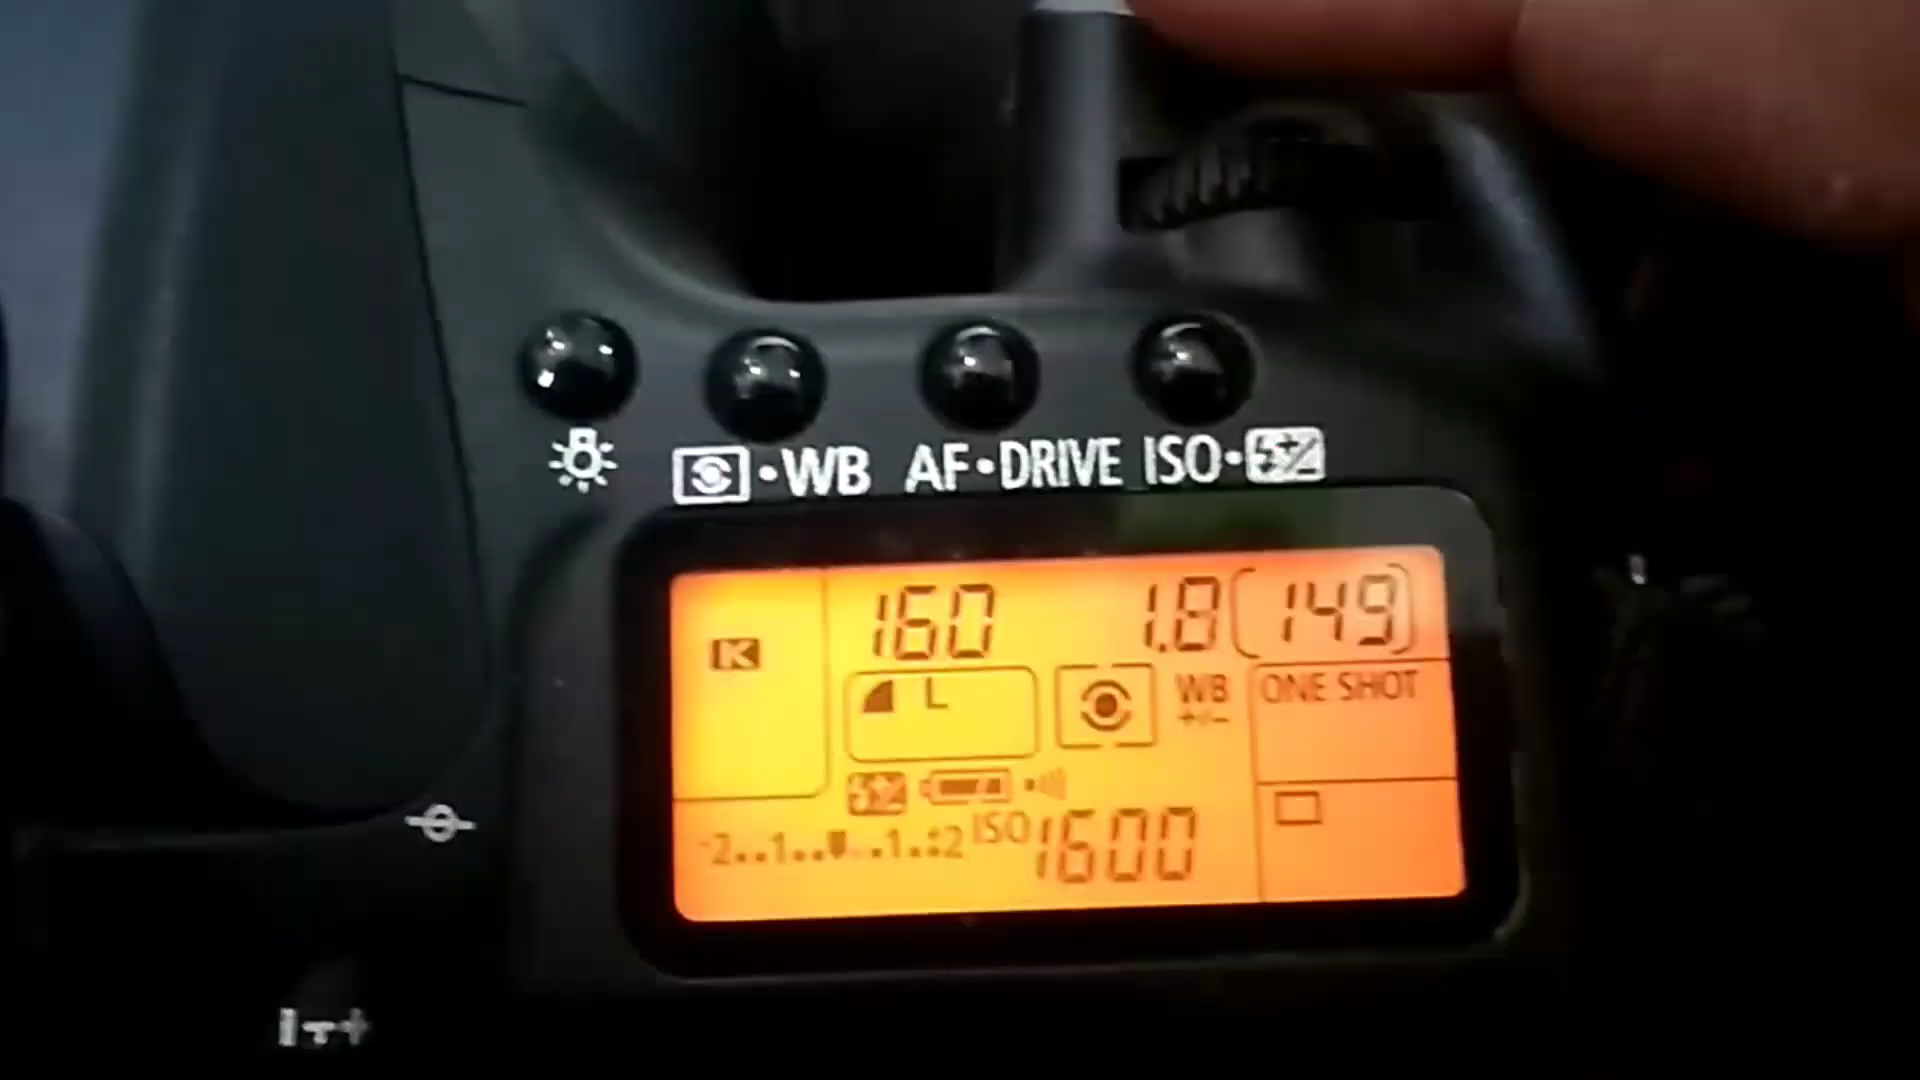 WB AF•DRIVE ISO•
160 1.8 [149]
K
L WB +/- ONE SHOT
-2..1..▼..1.:2 ISO 1600